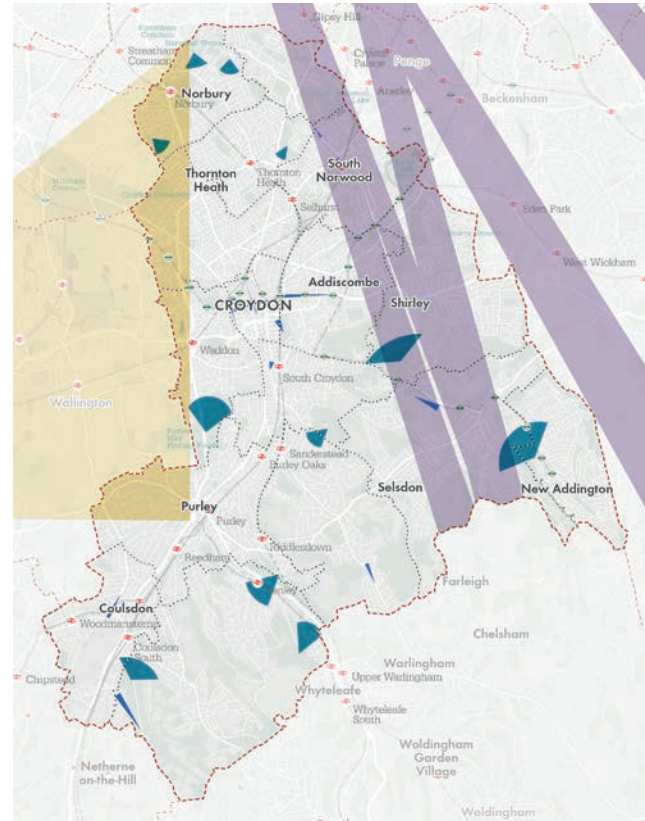 Gipsy Hill
Streatham
Common
Crystal
Palace
Penge
Norbury
Norbury
Anerley
Beckenham
Thornton
Heath
Thornton
Heath
South
Norwood
Selhurst
Eden Park
West Wickham
Addiscombe
CROYDON
Shirley
Waddon
South Croydon
Wallington
Sanderstead
Purley Oaks
Selsdon
New Addington
Purley
Purley
Reedham
Riddlesdown
Farleigh
Coulsdon
Woodmansterne
Chelsham
Coulsdon
South
Chipstead
Warlingham
Upper Warlingham
Whyteleafe
Whyteleafe
South
Woldingham
Garden
Village
Netherne
on-the-Hill
Woldingham